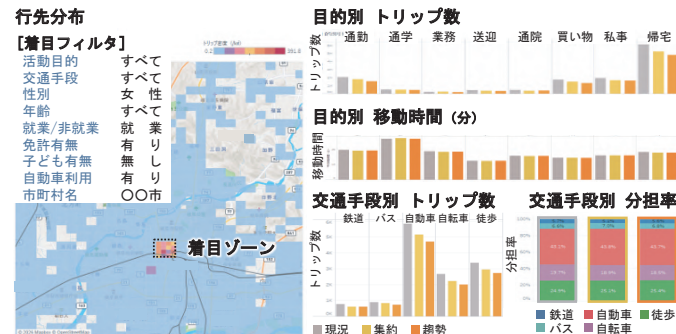 行先分布
[着目フィルタ]
活動目的 すべて
交通手段 すべて
性別 女 性
年齢 すべて
就業/非就業 就 業
免許有無 有 り
子ども有無 無 し
自動車利用 有 り
市町村名 〇〇市
着目ゾーン
目的別 トリップ数
通勤 通学 業務 送迎 通院 買い物 私事 帰宅
トリップ数
目的別 移動時間(分)
移動時間
交通手段別 トリップ数
鉄道 バス 自動車 自転車 徒歩
トリップ数
現況 集約 趨勢
交通手段別 分担率
分担率
鉄道 自動車 徒歩
バス 自転車